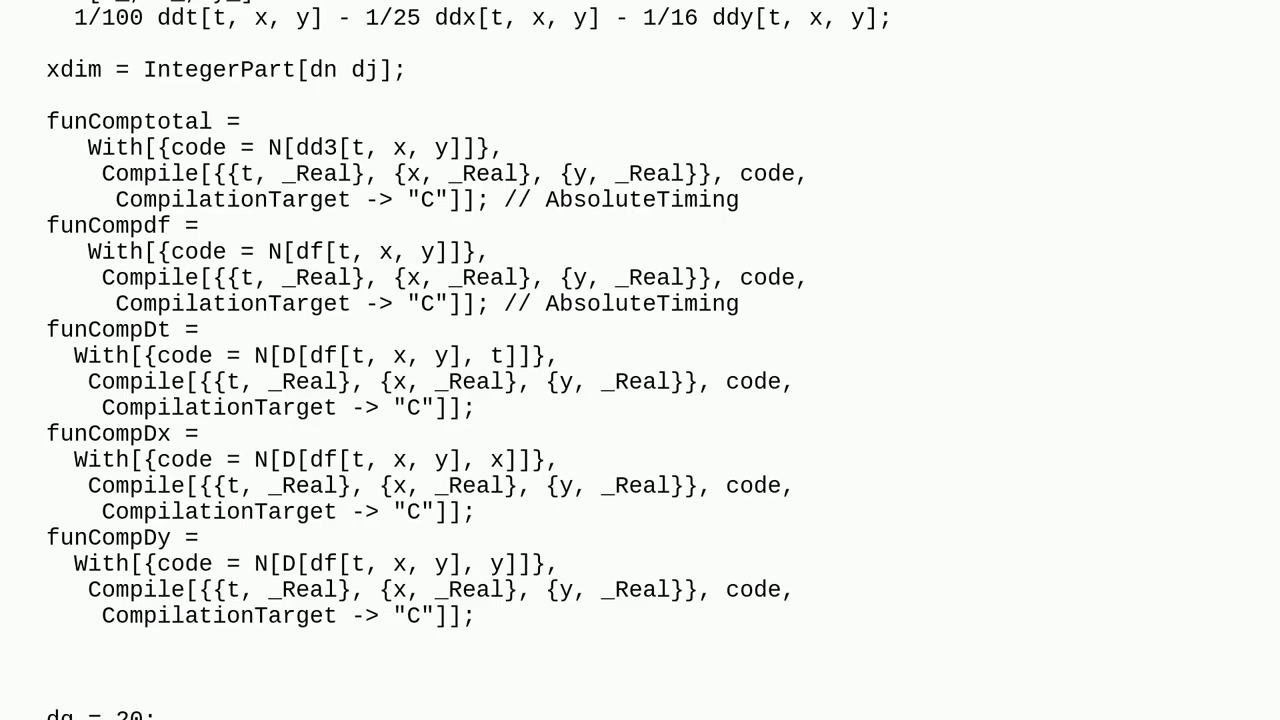 1/100 ddt[t, x, y] - 1/25 ddx[t, x, y] - 1/16 ddy[t, x, y];
xdim = IntegerPart[dn dj];
funComptotal =
With[{code = N[dd3[t, x, y]]},
Compile[{{t, _Real}, {x, _Real}, {y, _Real}}, code,
CompilationTarget -> "C"]]; // AbsoluteTiming
funCompdf =
With[{code = N[df[t, x, y]]},
Compile[{{t, _Real}, {x, _Real}, {y, _Real}}, code,
CompilationTarget -> "C"]]; // AbsoluteTiming
funCompDt =
With[{code = N[D[df[t, x, y], t]]},
Compile[{{t, _Real}, {x, _Real}, {y, _Real}}, code,
CompilationTarget -> "C"]];
funCompDx =
With[{code = N[D[df[t, x, y], x]]},
Compile[{{t, _Real}, {x, _Real}, {y, _Real}}, code,
CompilationTarget -> "C"]];
funCompDy =
With[{code = N[D[df[t, x, y], y]]},
Compile[{{t, _Real}, {x, _Real}, {y, _Real}}, code,
CompilationTarget -> "C"]];
= 20;